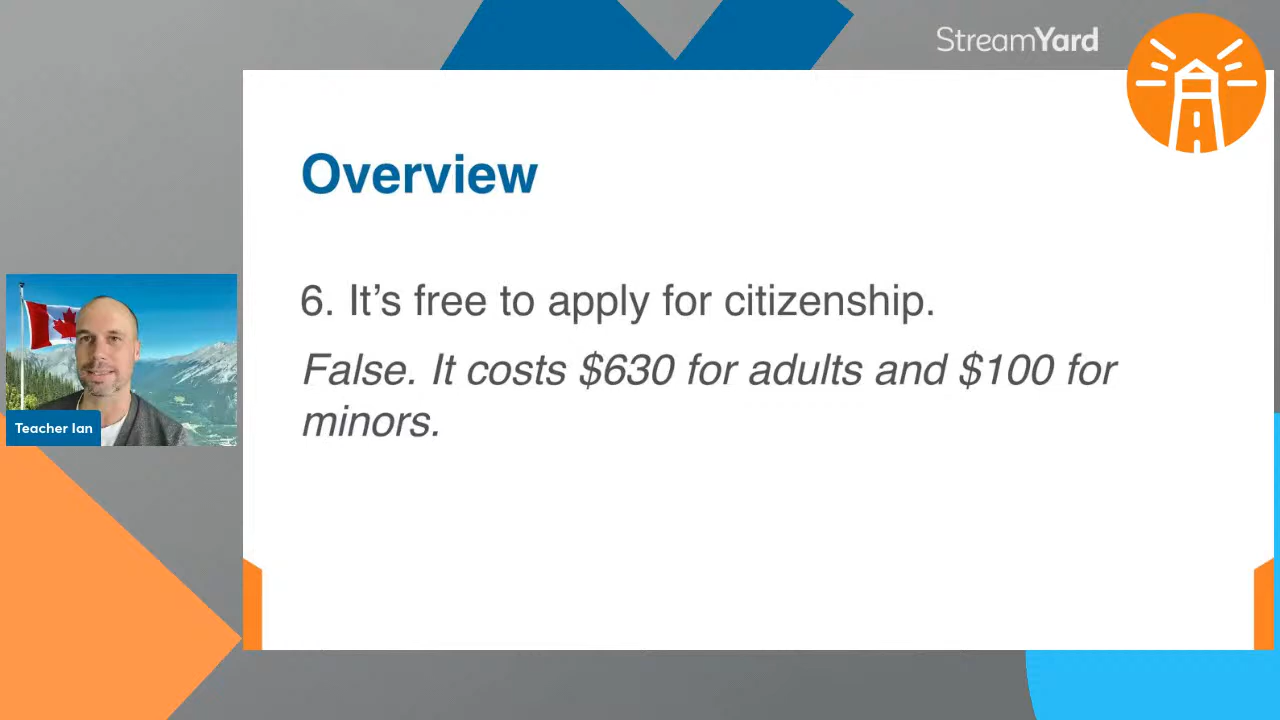 StreamYard
Overview
6. It’s free to apply for citizenship.
False. It costs $630 for adults and $100 for
minors.
Teacher Ian